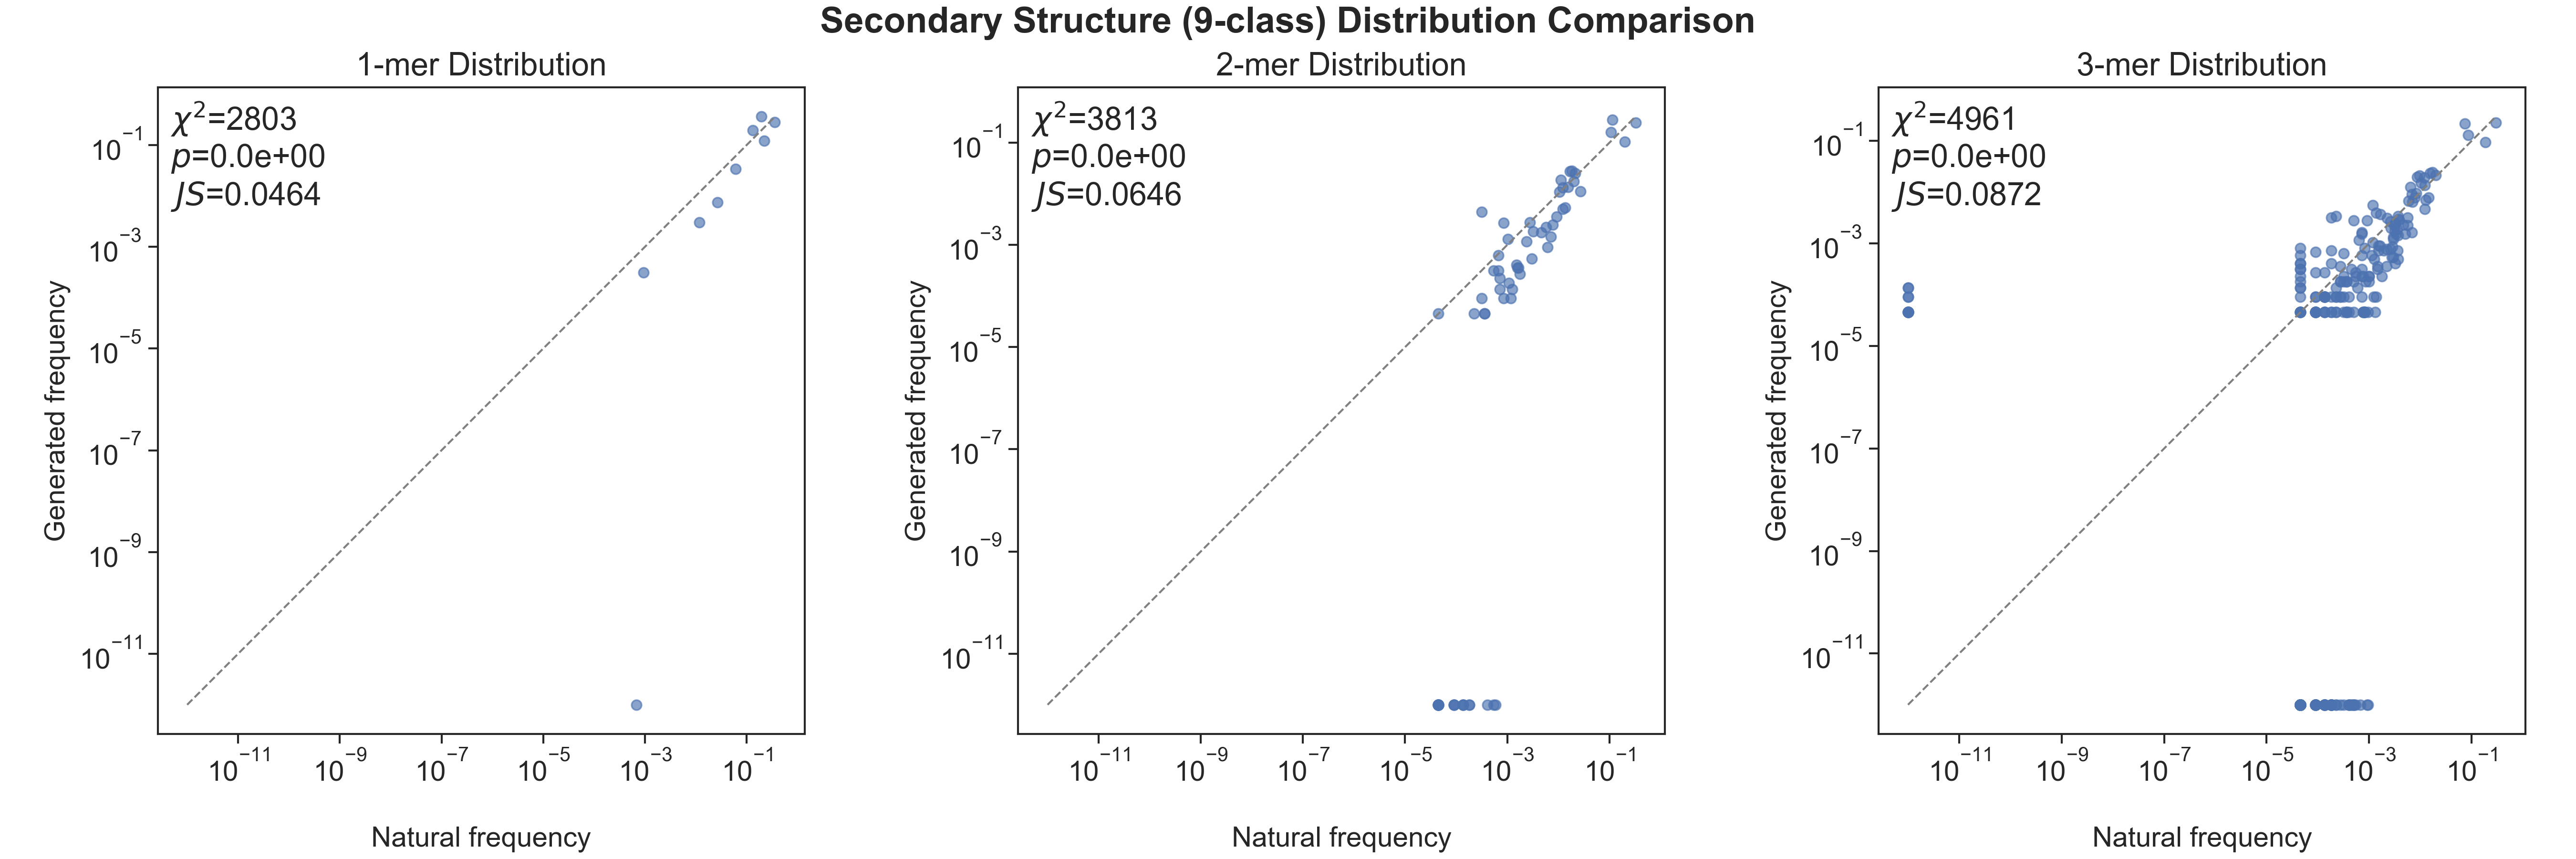 Secondary Structure (9-class) Distribution Comparison
1-mer Distribution
χ²=2803
p=0.0e+00
JS=0.0464
10⁻¹
10⁻³
10⁻⁵
10⁻⁷
10⁻⁹
10⁻¹¹
Generated frequency
10⁻¹¹ 10⁻⁹ 10⁻⁷ 10⁻⁵ 10⁻³ 10⁻¹
Natural frequency
2-mer Distribution
χ²=3813
p=0.0e+00
JS=0.0646
10⁻¹
10⁻³
10⁻⁵
10⁻⁷
10⁻⁹
10⁻¹¹
Generated frequency
10⁻¹¹ 10⁻⁹ 10⁻⁷ 10⁻⁵ 10⁻³ 10⁻¹
Natural frequency
3-mer Distribution
χ²=4961
p=0.0e+00
JS=0.0872
10⁻¹
10⁻³
10⁻⁵
10⁻⁷
10⁻⁹
10⁻¹¹
Generated frequency
10⁻¹¹ 10⁻⁹ 10⁻⁷ 10⁻⁵ 10⁻³ 10⁻¹
Natural frequency